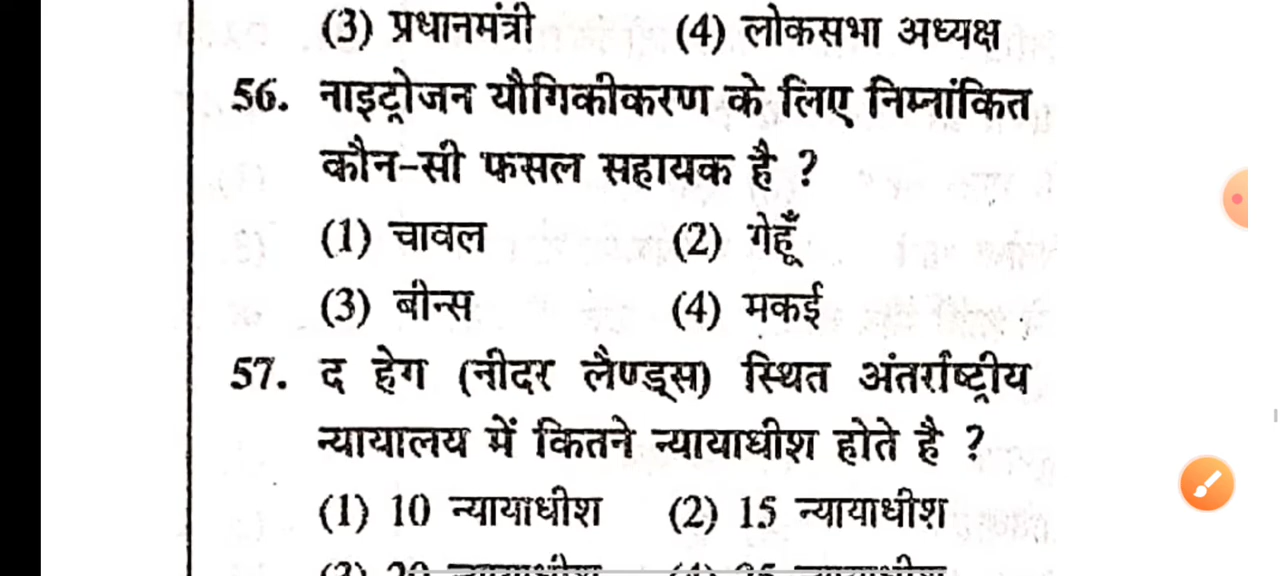 (3) प्रधानमंत्री (4) लोकसभा अध्यक्ष
56. नाइट्रोजन यौगिकीकरण के लिए निम्नांकित
कौन-सी फसल सहायक है ?
(1) चावल (2) गेहूँ
(3) बीन्स (4) मकई
57. द हेग (नीदर लैण्ड्स) स्थित अंतर्राष्ट्रीय
न्यायालय में कितने न्यायाधीश होते है ?
(1) 10 न्यायाधीश (2) 15 न्यायाधीश